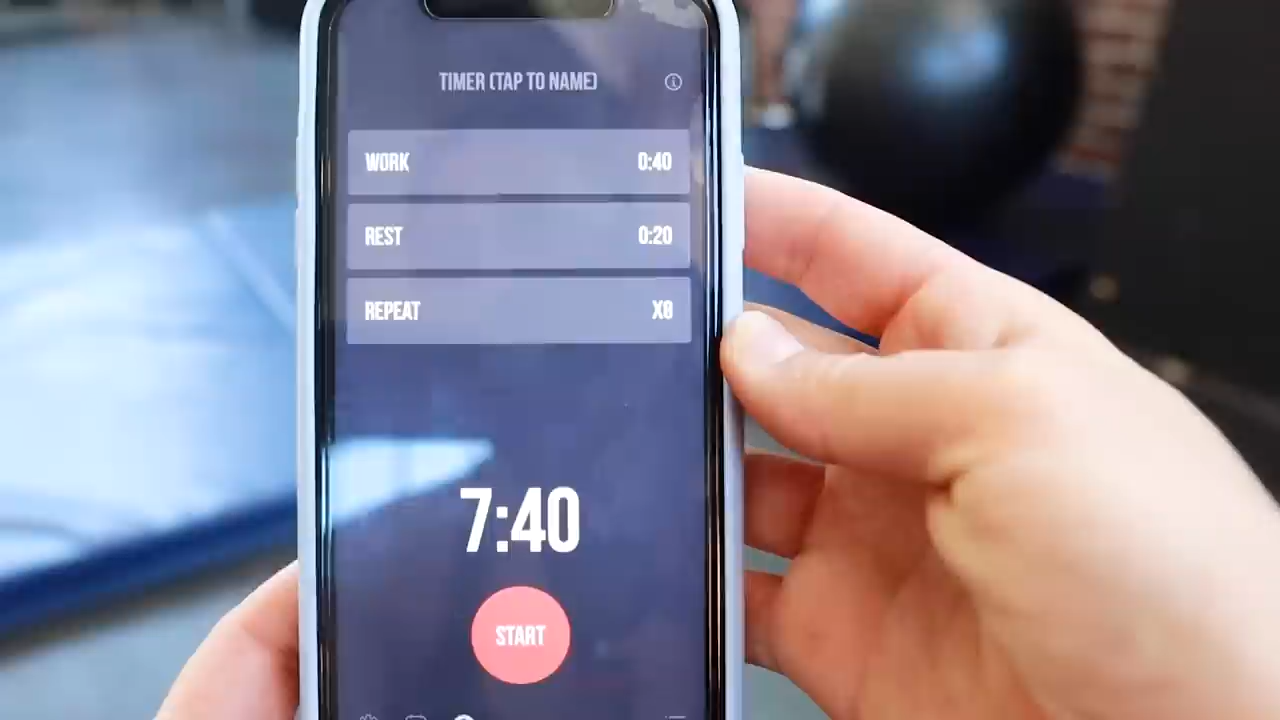 TIMER (TAP TO NAME)
WORK 0:40
REST 0:20
REPEAT X8
7:40
START